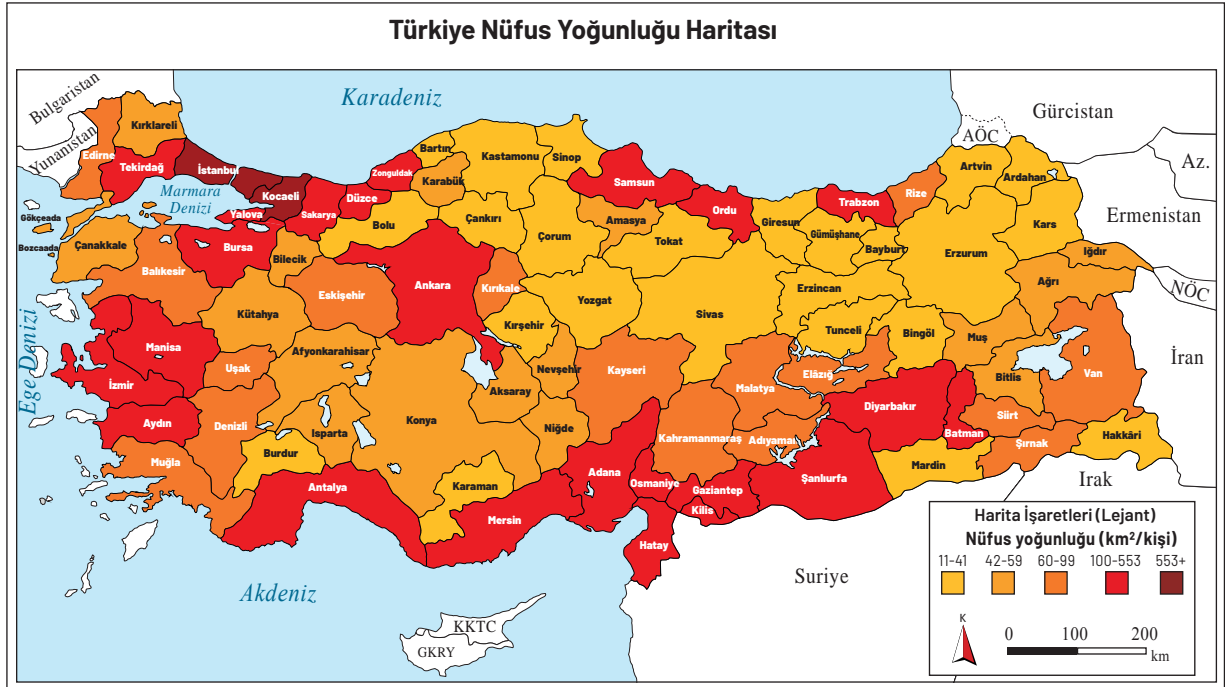 Türkiye Nüfus Yoğunluğu Haritası
Bulgaristan
Yunanistan
Karadeniz
Gürcistan
AÖC
Az.
Ermenistan
NÖC
İran
Irak
Suriye
Marmara
Denizi
Ege Denizi
Akdeniz
KKTC
GKRY
Kırklareli
Edirne
Tekirdağ
İstanbul
Kocaeli
Yalova
Sakarya
Düzce
Zonguldak
Bartın
Karabük
Kastamonu
Sinop
Samsun
Ordu
Giresun
Trabzon
Rize
Artvin
Ardahan
Kars
Gökçeada
Bozcaada
Çanakkale
Balıkesir
Bursa
Bilecik
Bolu
Çankırı
Çorum
Amasya
Tokat
Gümüşhane
Bayburt
Erzurum
Iğdır
Ağrı
Eskişehir
Ankara
Kırıkale
Yozgat
Sivas
Erzincan
Kütahya
Kırşehir
Tunceli
Bingöl
Muş
Manisa
Uşak
Afyonkarahisar
Nevşehir
Kayseri
Malatya
Elâzığ
Bitlis
Van
İzmir
Aksaray
Aydın
Denizli
Isparta
Konya
Niğde
Kahramanmaraş
Adıyaman
Diyarbakır
Batman
Siirt
Şırnak
Hakkâri
Muğla
Burdur
Antalya
Karaman
Mersin
Adana
Osmaniye
Gaziantep
Kilis
Hatay
Şanlıurfa
Mardin
Harita İşaretleri (Lejant)
Nüfus yoğunluğu (km²/kişi)
11-41 42-59 60-99 100-553 553+
K
0 100 200
km